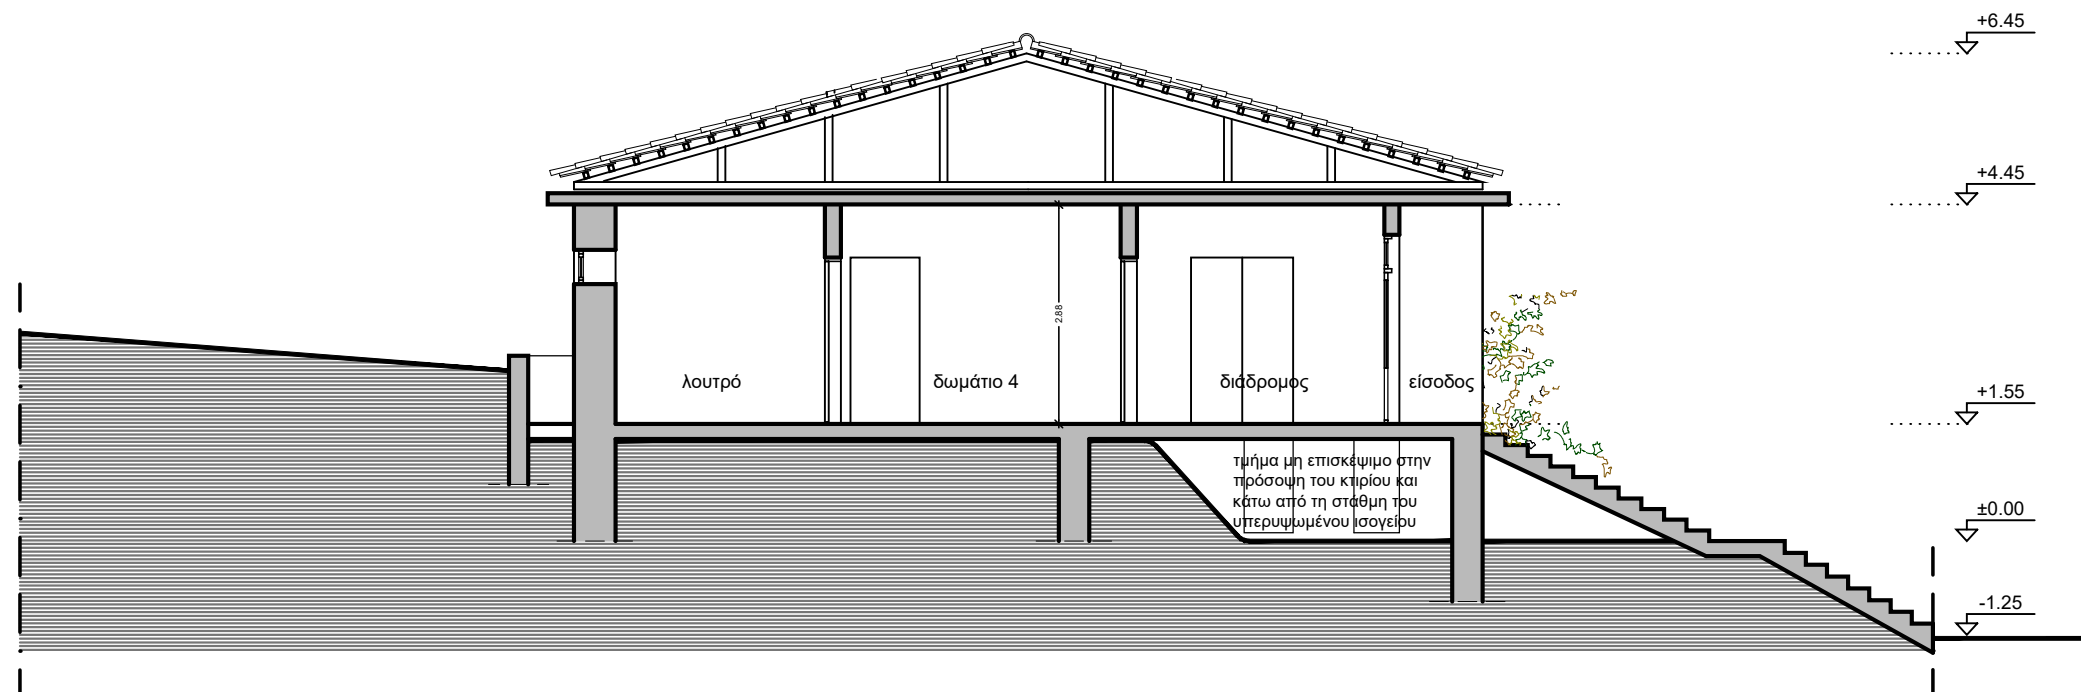 +6.45
+4.45
2.88
λουτρό
δωμάτιο 4
διάδρομος
είσοδος
+1.55
τμήμα μη επισκέψιμο στην
πρόσοψη του κτιρίου και
κάτω από τη στάθμη του
υπερυψωμένου ισογείου
±0.00
-1.25